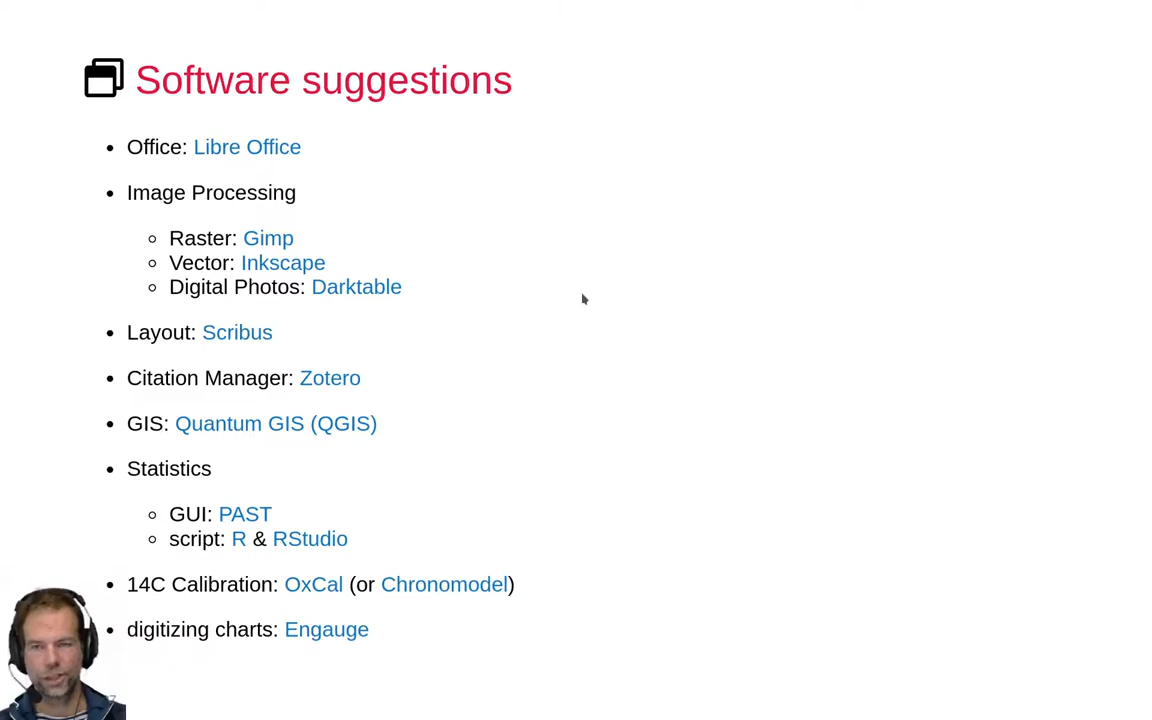 Software suggestions
Office: Libre Office
Image Processing
Raster: Gimp
Vector: Inkscape
Digital Photos: Darktable
Layout: Scribus
Citation Manager: Zotero
GIS: Quantum GIS (QGIS)
Statistics
GUI: PAST
script: R & RStudio
14C Calibration: OxCal (or Chronomodel)
digitizing charts: Engauge